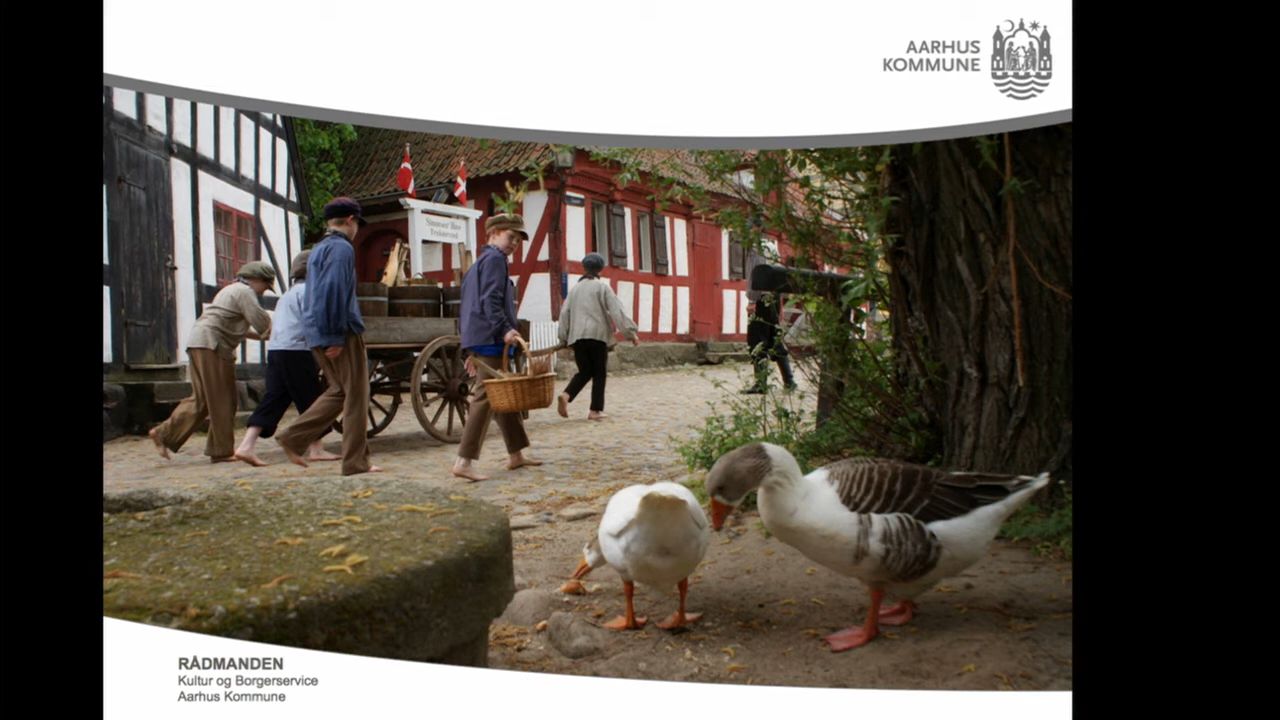 AARHUS
KOMMUNE
RÅDMANDEN
Kultur og Borgerservice
Aarhus Kommune